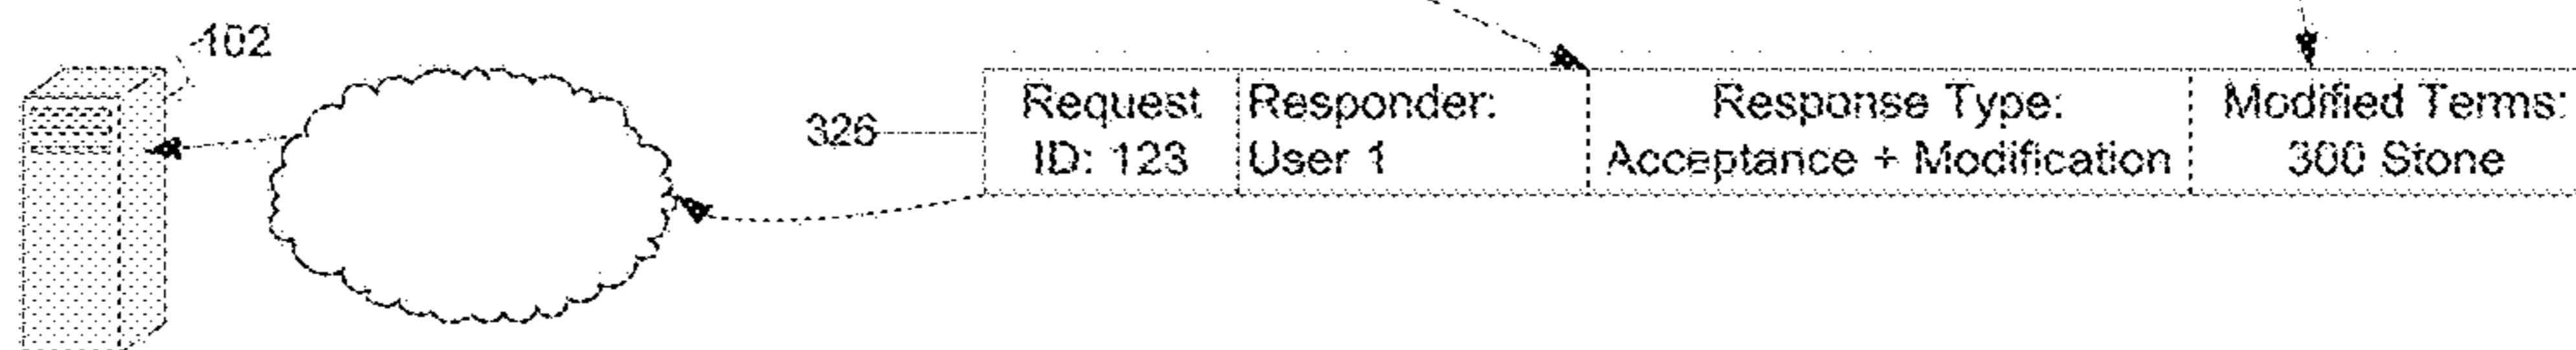 102
326
Request
ID: 123
Responder:
User 1
Response Type:
Acceptance + Modification
Modified Terms:
300 Stone